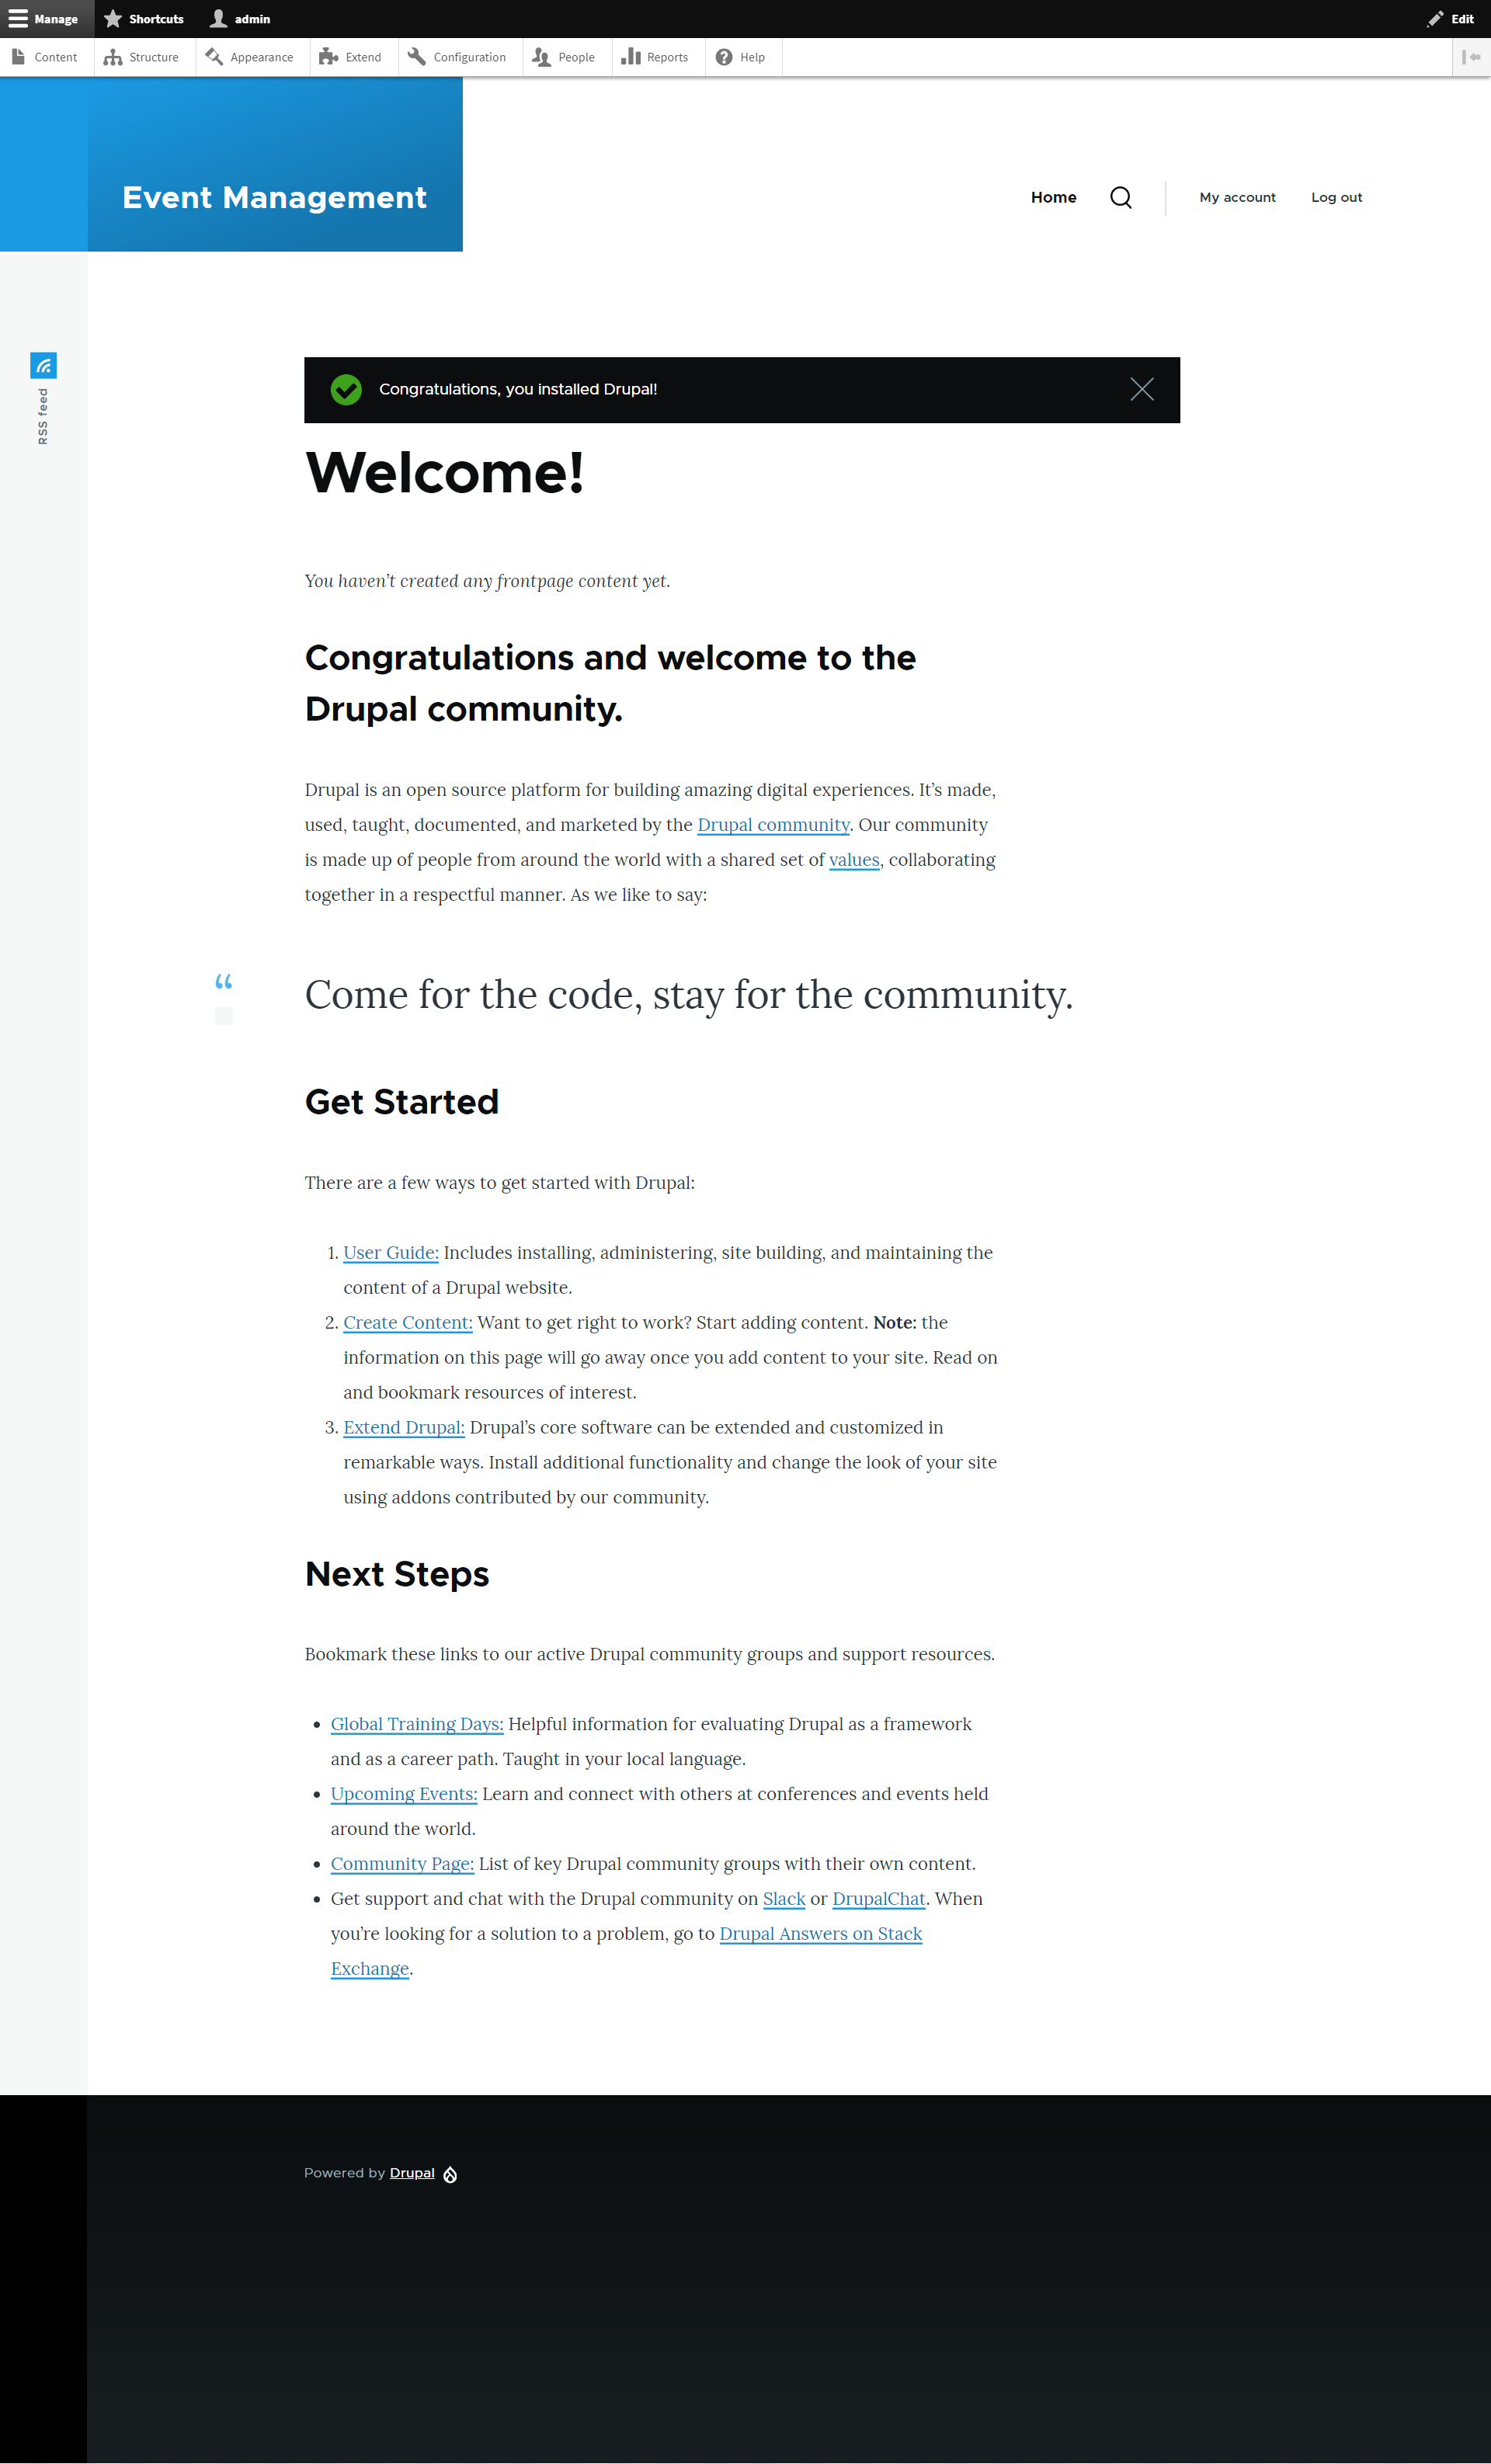 Manage Shortcuts admin Edit
Content Structure Appearance Extend Configuration People Reports Help
Event Management
Home My account Log out
RSS feed
Congratulations, you installed Drupal!
Welcome!
You haven’t created any frontpage content yet.
Congratulations and welcome to the
Drupal community.
Drupal is an open source platform for building amazing digital experiences. It’s made,
used, taught, documented, and marketed by the Drupal community. Our community
is made up of people from around the world with a shared set of values, collaborating
together in a respectful manner. As we like to say:
“
Come for the code, stay for the community.
Get Started
There are a few ways to get started with Drupal:
1. User Guide: Includes installing, administering, site building, and maintaining the
content of a Drupal website.
2. Create Content: Want to get right to work? Start adding content. Note: the
information on this page will go away once you add content to your site. Read on
and bookmark resources of interest.
3. Extend Drupal: Drupal’s core software can be extended and customized in
remarkable ways. Install additional functionality and change the look of your site
using addons contributed by our community.
Next Steps
Bookmark these links to our active Drupal community groups and support resources.
• Global Training Days: Helpful information for evaluating Drupal as a framework
and as a career path. Taught in your local language.
• Upcoming Events: Learn and connect with others at conferences and events held
around the world.
• Community Page: List of key Drupal community groups with their own content.
• Get support and chat with the Drupal community on Slack or DrupalChat. When
you’re looking for a solution to a problem, go to Drupal Answers on Stack
Exchange.
Powered by Drupal